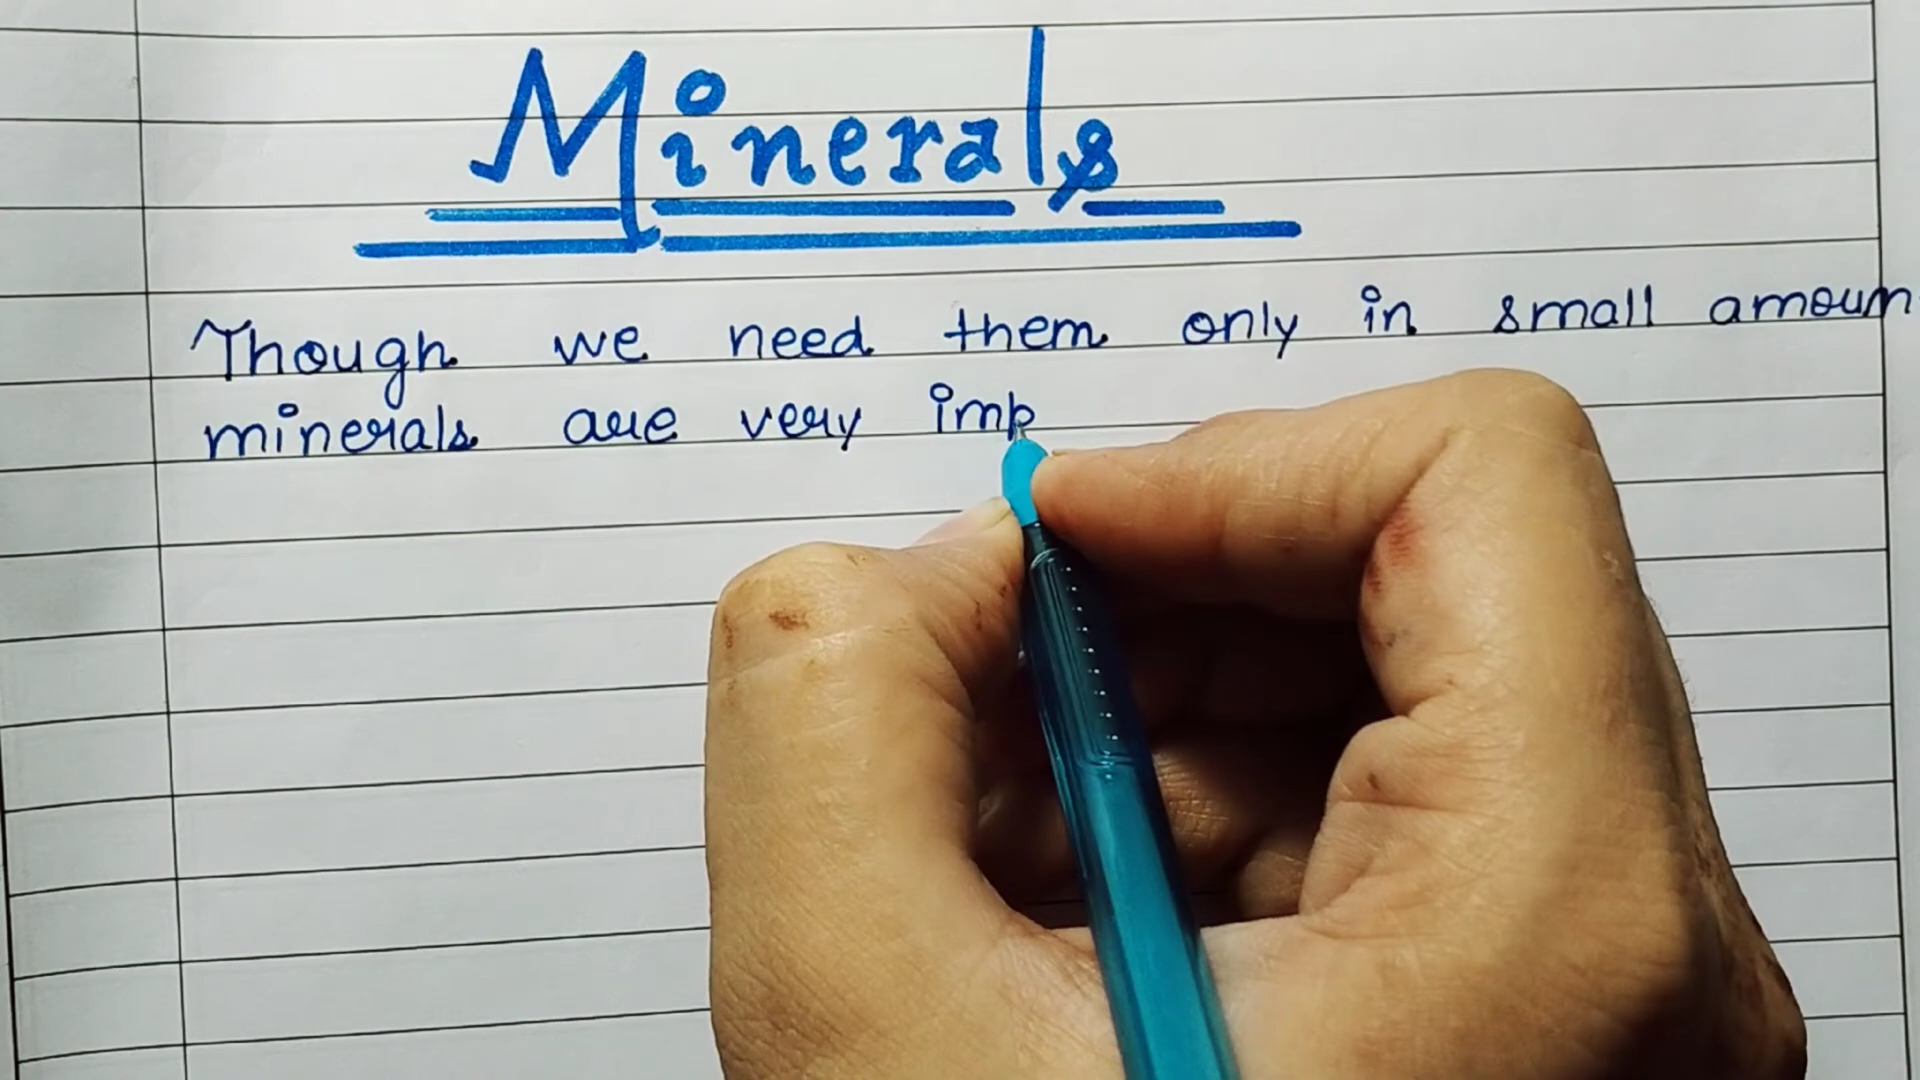 Minerals
Though we need them only in small amoun
minerals are very imp